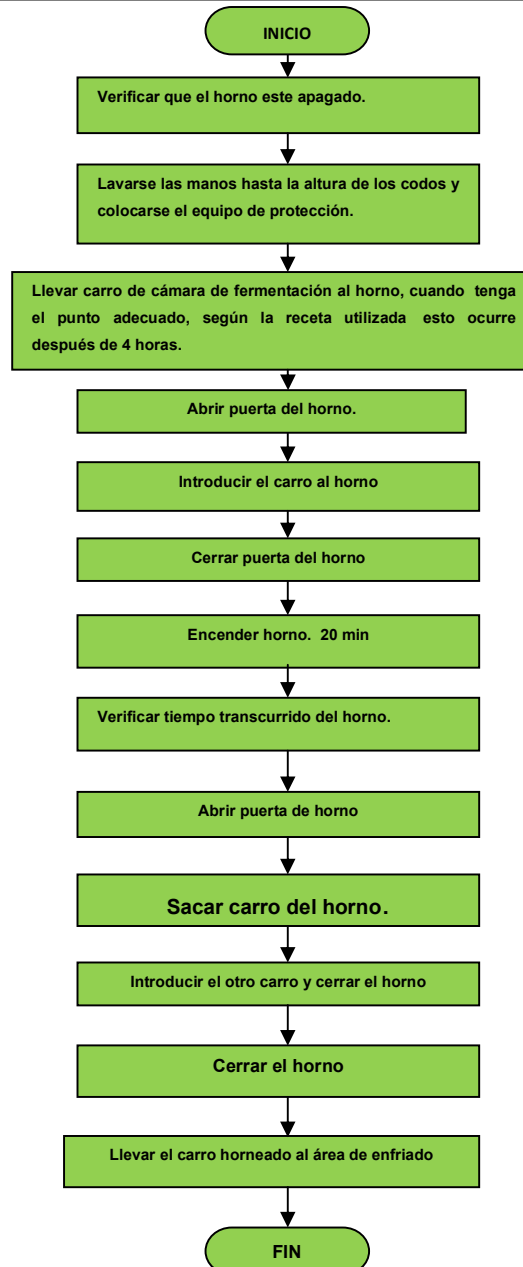 INICIO
Verificar que el horno este apagado.
Lavarse las manos hasta la altura de los codos y
colocarse el equipo de protección.
Llevar carro de cámara de fermentación al horno, cuando tenga
el punto adecuado, según la receta utilizada esto ocurre
después de 4 horas.
Abrir puerta del horno.
Introducir el carro al horno
Cerrar puerta del horno
Encender horno. 20 min
Verificar tiempo transcurrido del horno.
Abrir puerta de horno
Sacar carro del horno.
Introducir el otro carro y cerrar el horno
Cerrar el horno
Llevar el carro horneado al área de enfriado
FIN